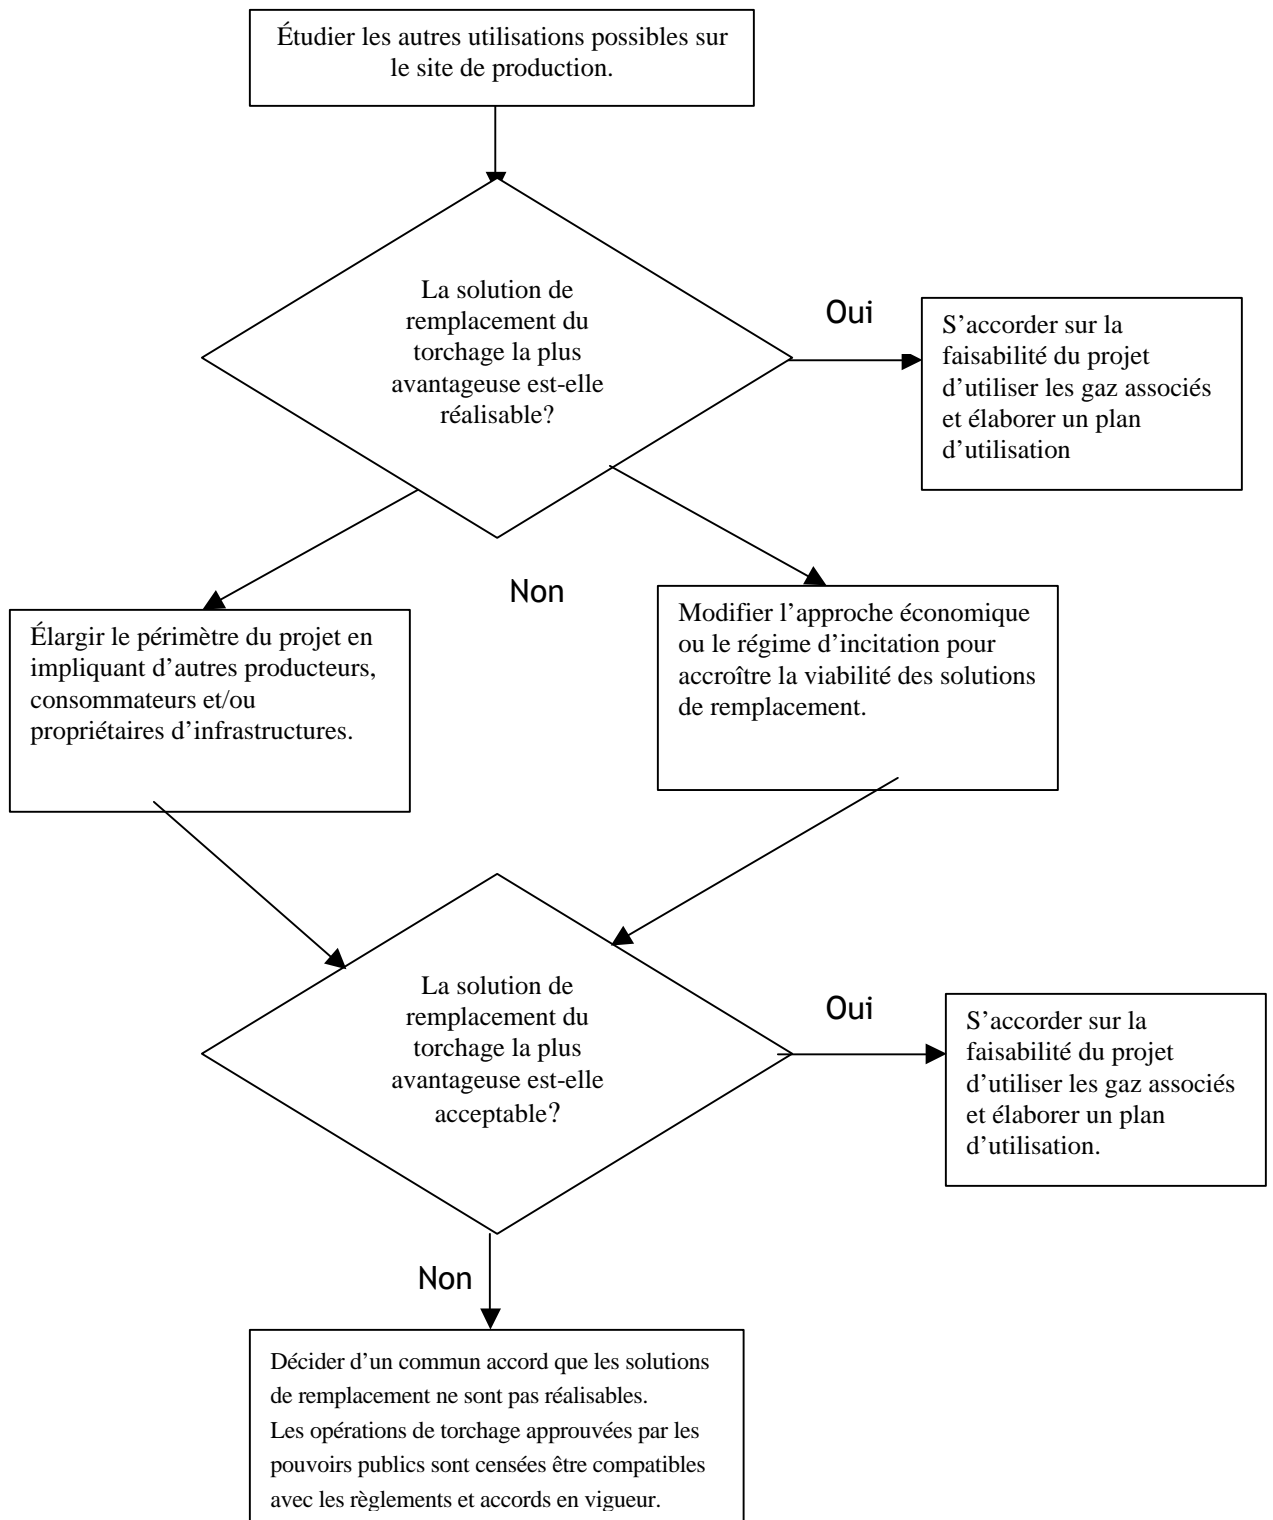 Étudier les autres utilisations possibles sur
le site de production.
La solution de
remplacement du
torchage la plus
avantageuse est-elle
réalisable?
Oui
S’accorder sur la
faisabilité du projet
d’utiliser les gaz associés
et élaborer un plan
d’utilisation
Non
Élargir le périmètre du projet en
impliquant d’autres producteurs,
consommateurs et/ou
propriétaires d’infrastructures.
Modifier l’approche économique
ou le régime d’incitation pour
accroître la viabilité des solutions
de remplacement.
La solution de
remplacement du
torchage la plus
avantageuse est-elle
acceptable?
Oui
S’accorder sur la
faisabilité du projet
d’utiliser les gaz associés
et élaborer un plan
d’utilisation.
Non
Décider d’un commun accord que les solutions
de remplacement ne sont pas réalisables.
Les opérations de torchage approuvées par les
pouvoirs publics sont censées être compatibles
avec les règlements et accords en vigueur.